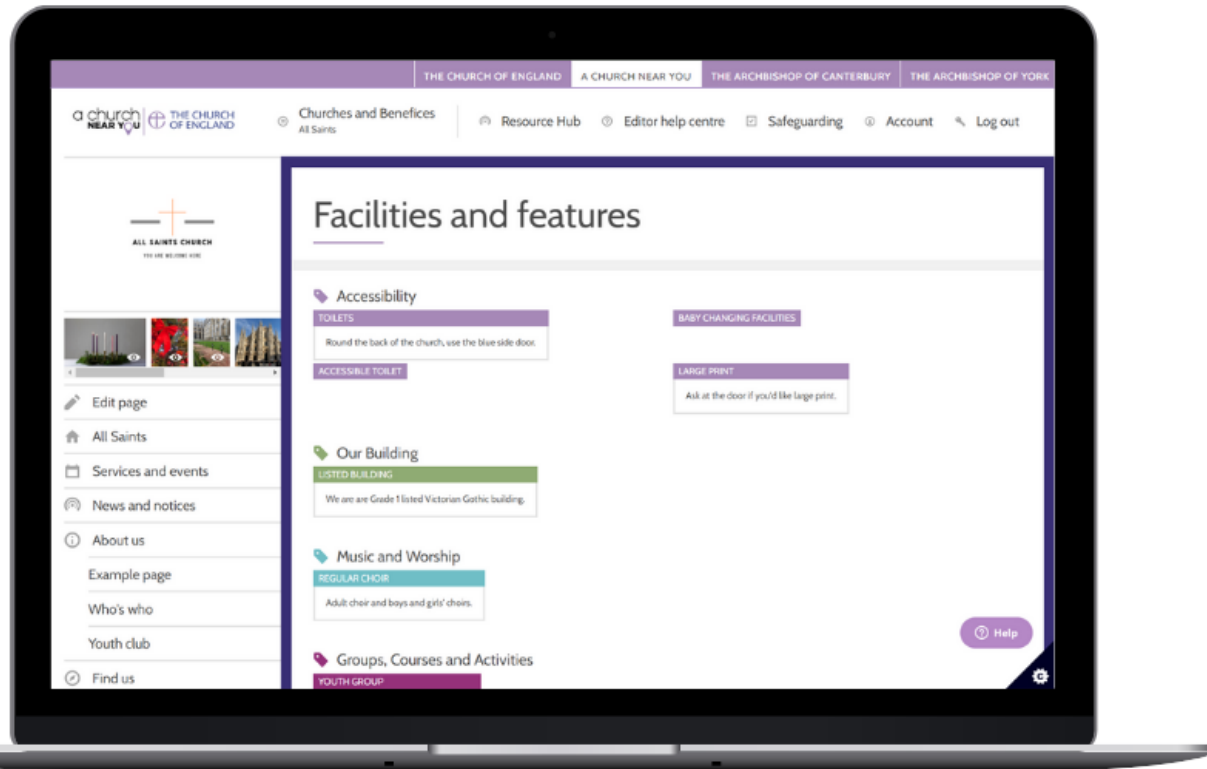 THE CHURCH OF ENGLAND
A CHURCH NEAR YOU
THE ARCHBISHOP OF CANTERBURY
THE ARCHBISHOP OF YORK
a church
NEAR YOU
THE CHURCH
OF ENGLAND
Churches and Benefices
All Saints
Resource Hub
Editor help centre
Safeguarding
Account
Log out
ALL SAINTS CHURCH
YOU ARE WELCOME HERE
Edit page
All Saints
Services and events
News and notices
About us
Example page
Who's who
Youth club
Find us
Facilities and features
Accessibility
TOILETS
Round the back of the church, use the blue side door.
BABY CHANGING FACILITIES
ACCESSIBLE TOILET
LARGE PRINT
Ask at the door if you'd like large print.
Our Building
LISTED BUILDING
We are are Grade 1 listed Victorian Gothic building.
Music and Worship
REGULAR CHOIR
Adult choir and boys and girls' choirs.
Groups, Courses and Activities
YOUTH GROUP
Help